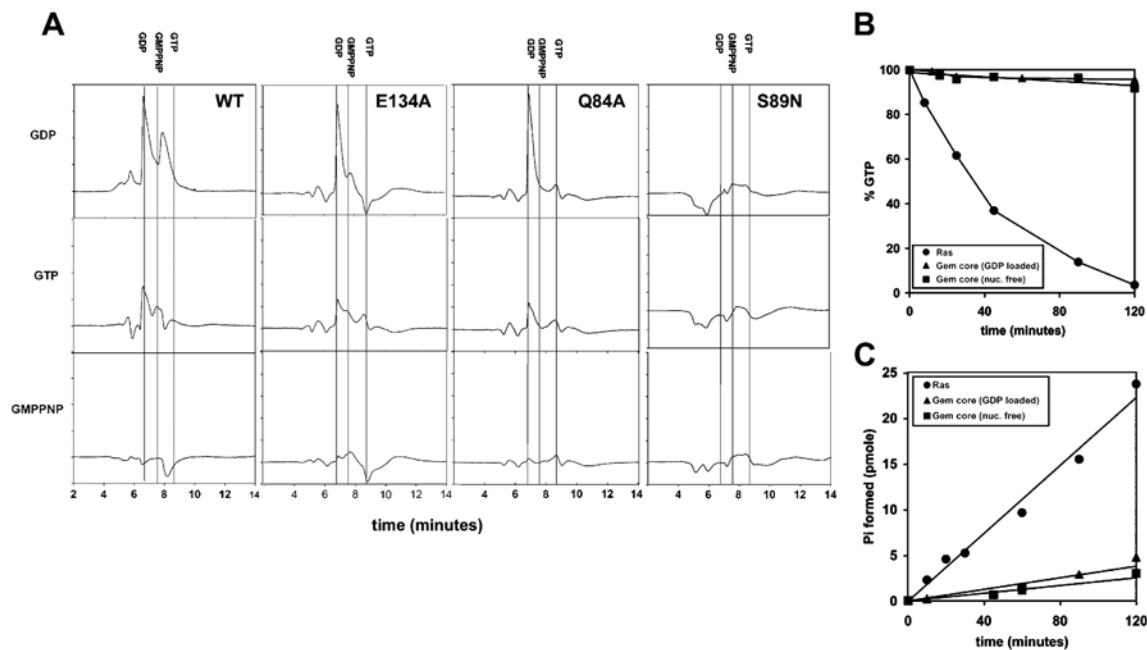 A
GDP GMPPNP GTP
GDP GMPPNP GTP
GDP GMPPNP GTP
GDP GMPPNP GTP
WT
E134A
Q84A
S89N
GDP
GTP
GMPPNP
2 4 6 8 10 12 14
2 4 6 8 10 12 14
2 4 6 8 10 12 14
2 4 6 8 10 12 14
time (minutes)
B
% GTP
100
80
60
40
20
0
Ras
Gem core (GDP loaded)
Gem core (nuc. free)
0 40 80 120
time (minutes)
C
Pi formed (pmole)
25
20
15
10
5
0
Ras
Gem core (GDP loaded)
Gem core (nuc. free)
0 40 80 120
time (minutes)